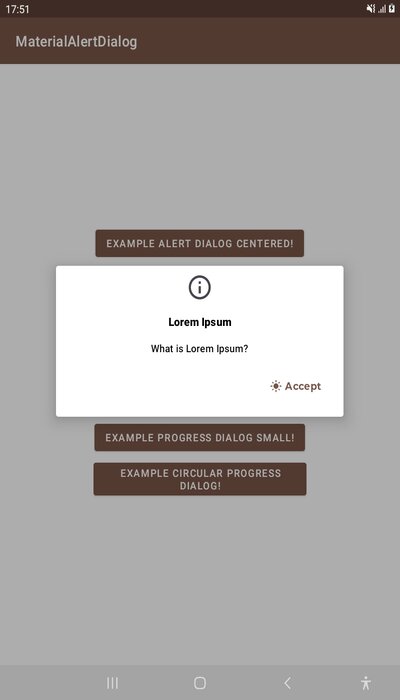 17:51
MaterialAlertDialog
EXAMPLE ALERT DIALOG CENTERED!
Lorem Ipsum
What is Lorem Ipsum?
Accept
EXAMPLE PROGRESS DIALOG SMALL!
EXAMPLE CIRCULAR PROGRESS
DIALOG!